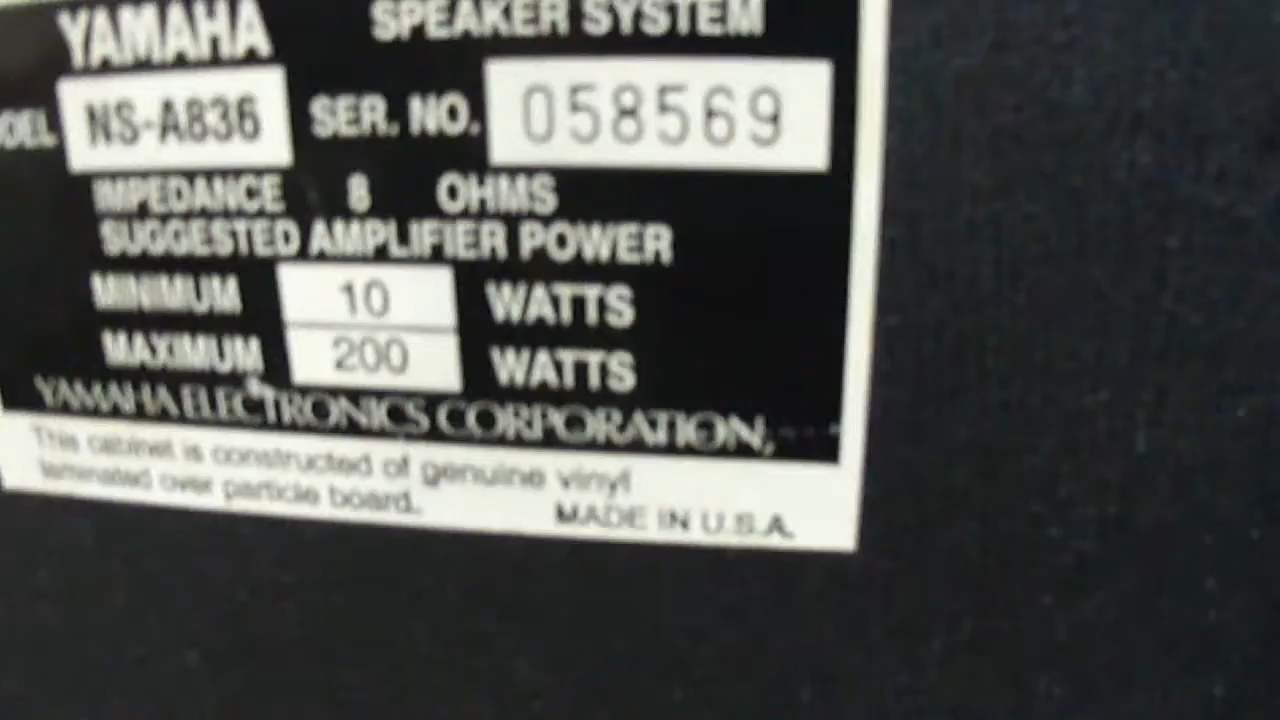 YAMAHA SPEAKER SYSTEM
ODEL NS-A836 SER. NO. 058569
IMPEDANCE 8 OHMS
SUGGESTED AMPLIFIER POWER
MINIMUM 10 WATTS
MAXIMUM 200 WATTS
YAMAHA ELECTRONICS CORPORATION,
This cabinet is constructed of genuine vinyl
laminated over particle board.
MADE IN U.S.A.